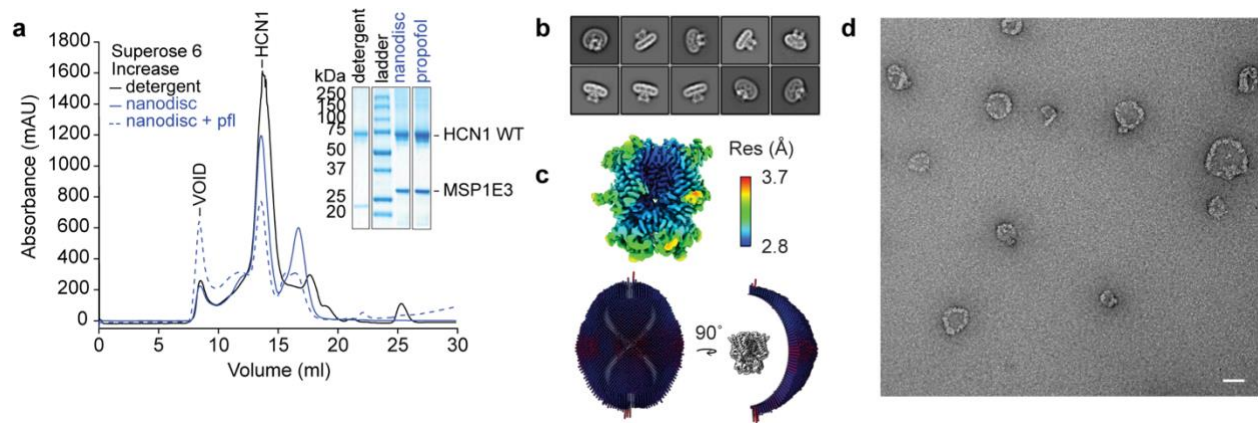 a
Absorbance (mAU)
1800
1600
1400
1200
1000
800
600
400
200
0
0
5
10
15
20
25
30
Volume (ml)
Superose 6
Increase
detergent
nanodisc
nanodisc + pfl
VOID
HCN1
kDa
250
150
100
75
50
37
25
20
detergent
ladder
nanodisc
propofol
HCN1 WT
MSP1E3
b
c
Res (Å)
3.7
2.8
90°
d